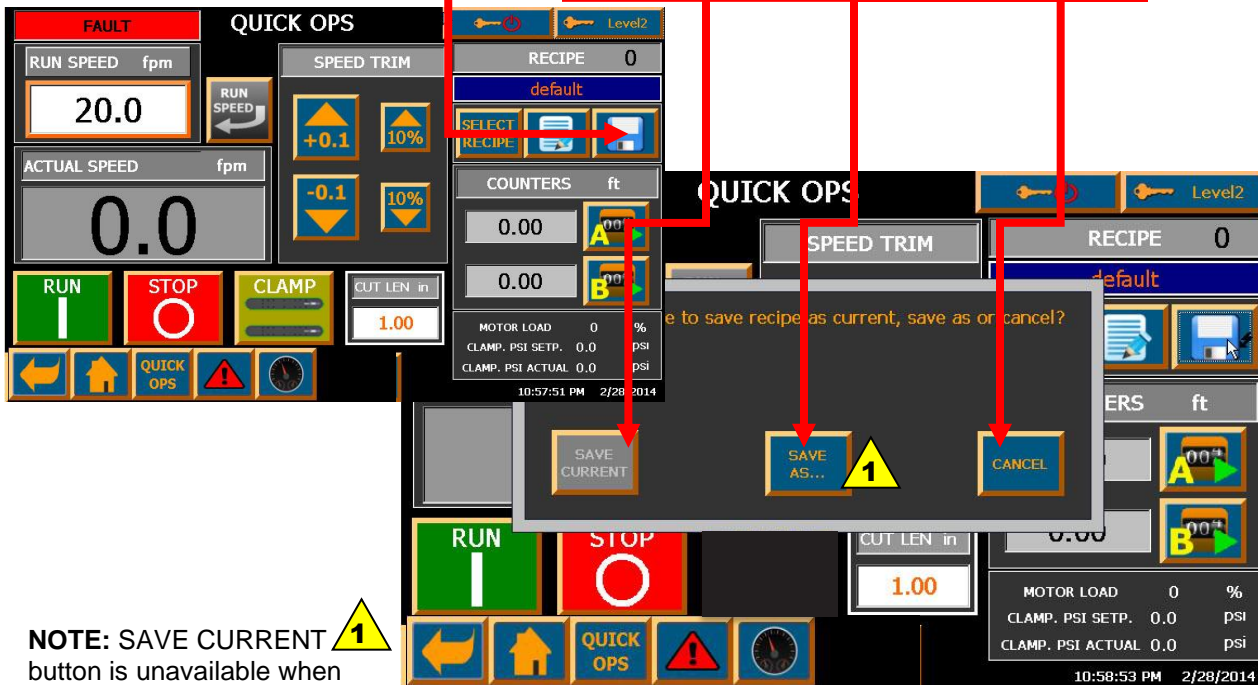 FAULT
QUICK OPS
Level2
RUN SPEED fpm
SPEED TRIM
RECIPE 0
default
20.0
RUN
SPEED
+0.1
10%
SELECT
RECIPE
ACTUAL SPEED fpm
0.0
-0.1
10%
COUNTERS ft
0.00
A
0.00
B
RUN
STOP
CLAMP
CUT LEN in
1.00
MOTOR LOAD 0 %
CLAMP. PSI SETP. 0.0 psi
CLAMP. PSI ACTUAL 0.0 psi
QUICK
OPS
10:57:51 PM 2/28/2014
QUICK OPS
Level2
SPEED TRIM
RECIPE 0
default
e to save recipe as current, save as or cancel?
ERS ft
SAVE
CURRENT
SAVE
AS...
1
CANCEL
A
0.00
B
RUN
STOP
CUT LEN in
1.00
MOTOR LOAD 0 %
CLAMP. PSI SETP. 0.0 psi
CLAMP. PSI ACTUAL 0.0 psi
QUICK
OPS
10:58:53 PM 2/28/2014
NOTE: SAVE CURRENT 1
button is unavailable when